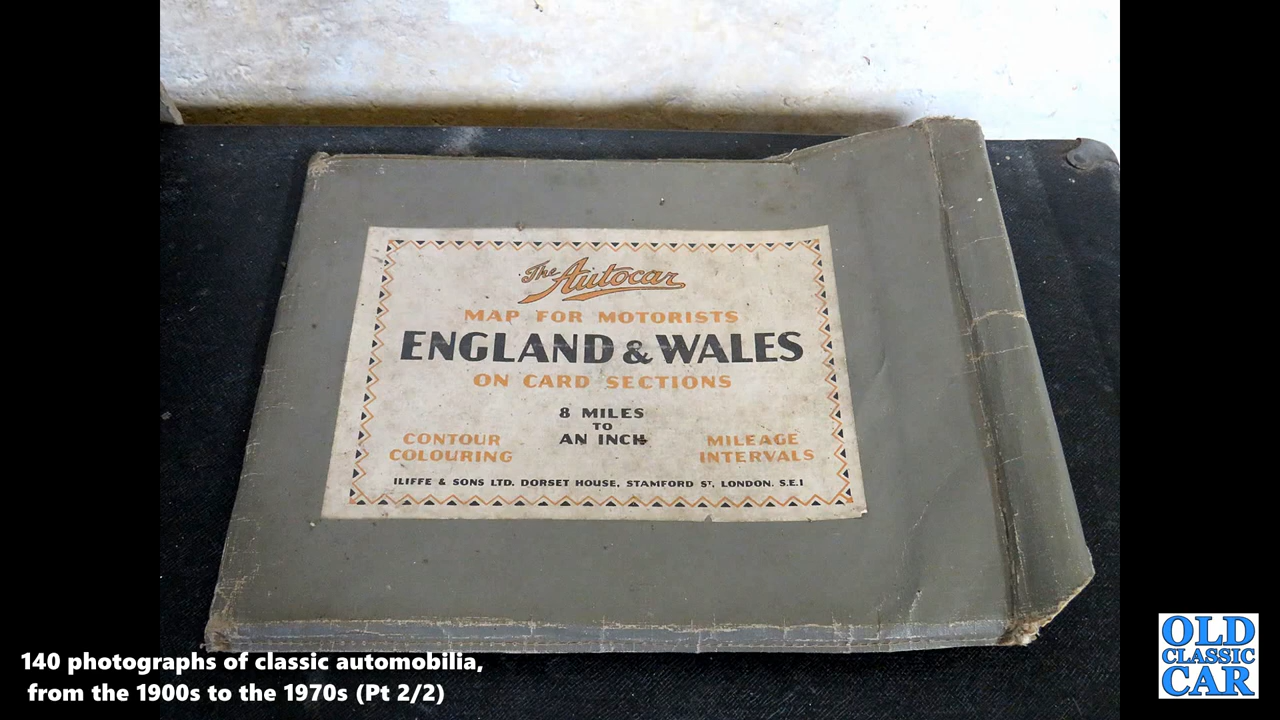 The Autocar
MAP FOR MOTORISTS
ENGLAND & WALES
ON CARD SECTIONS
8 MILES
TO
AN INCH
CONTOUR
COLOURING
MILEAGE
INTERVALS
ILIFFE & SONS LTD. DORSET HOUSE, STAMFORD ST, LONDON. S.E.1
140 photographs of classic automobilia,
from the 1900s to the 1970s (Pt 2/2)
OLD
CLASSIC
CAR